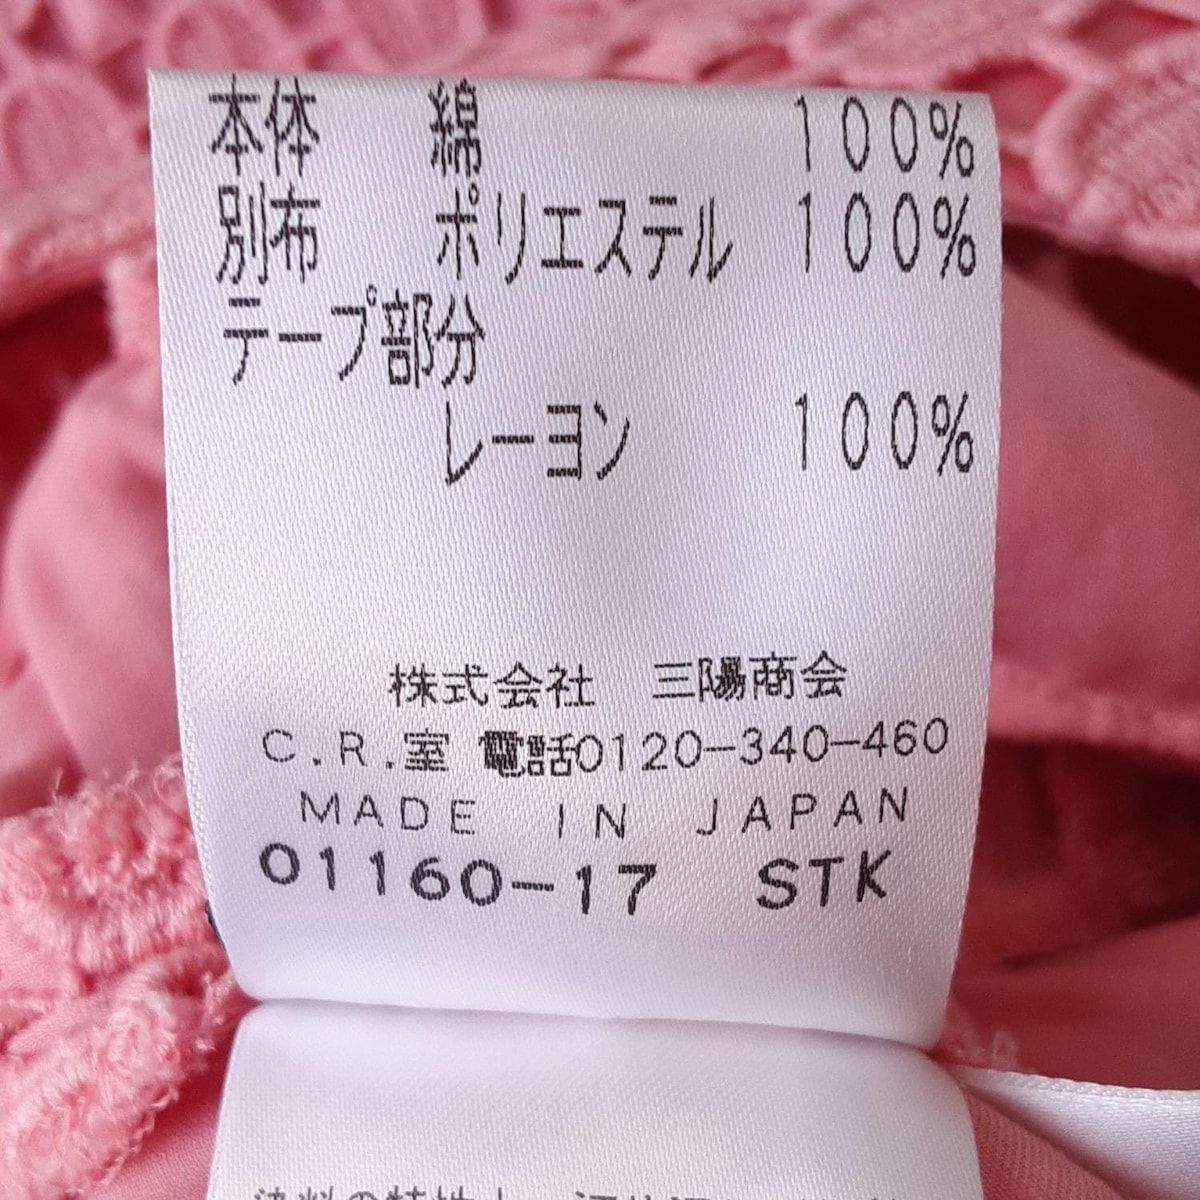 本体 綿 100%
別布 ポリエステル 100%
テープ部分
レーヨン 100%
株式会社 三陽商会
C.R.室 電話0120-340-460
MADE IN JAPAN
01160-17 STK